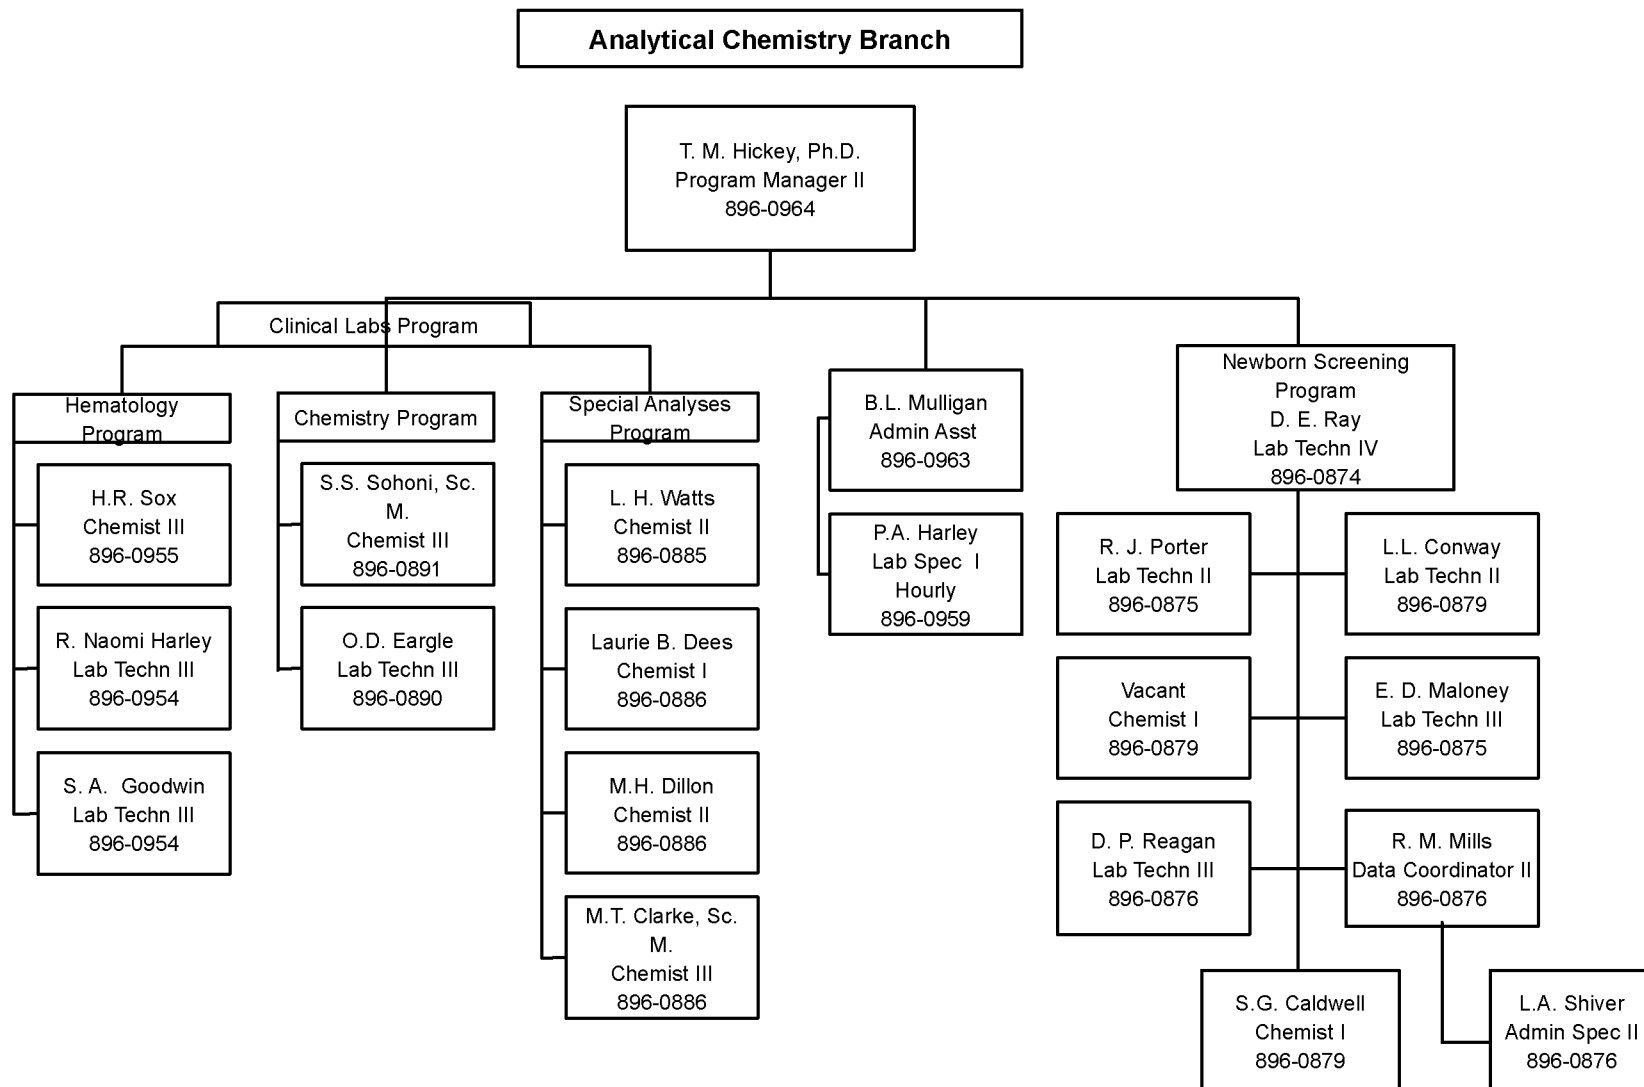 Analytical Chemistry Branch
T. M. Hickey, Ph.D.
Program Manager II
896-0964
Clinical Labs Program
Hematology
Program
H.R. Sox
Chemist III
896-0955
R. Naomi Harley
Lab Techn III
896-0954
S. A. Goodwin
Lab Techn III
896-0954
Chemistry Program
S.S. Sohoni, Sc.
M.
Chemist III
896-0891
O.D. Eargle
Lab Techn III
896-0890
Special Analyses
Program
L. H. Watts
Chemist II
896-0885
Laurie B. Dees
Chemist I
896-0886
M.H. Dillon
Chemist II
896-0886
M.T. Clarke, Sc.
M.
Chemist III
896-0886
B.L. Mulligan
Admin Asst
896-0963
P.A. Harley
Lab Spec I
Hourly
896-0959
Newborn Screening
Program
D. E. Ray
Lab Techn IV
896-0874
R. J. Porter
Lab Techn II
896-0875
L.L. Conway
Lab Techn II
896-0879
Vacant
Chemist I
896-0879
E. D. Maloney
Lab Techn III
896-0875
D. P. Reagan
Lab Techn III
896-0876
R. M. Mills
Data Coordinator II
896-0876
S.G. Caldwell
Chemist I
896-0879
L.A. Shiver
Admin Spec II
896-0876